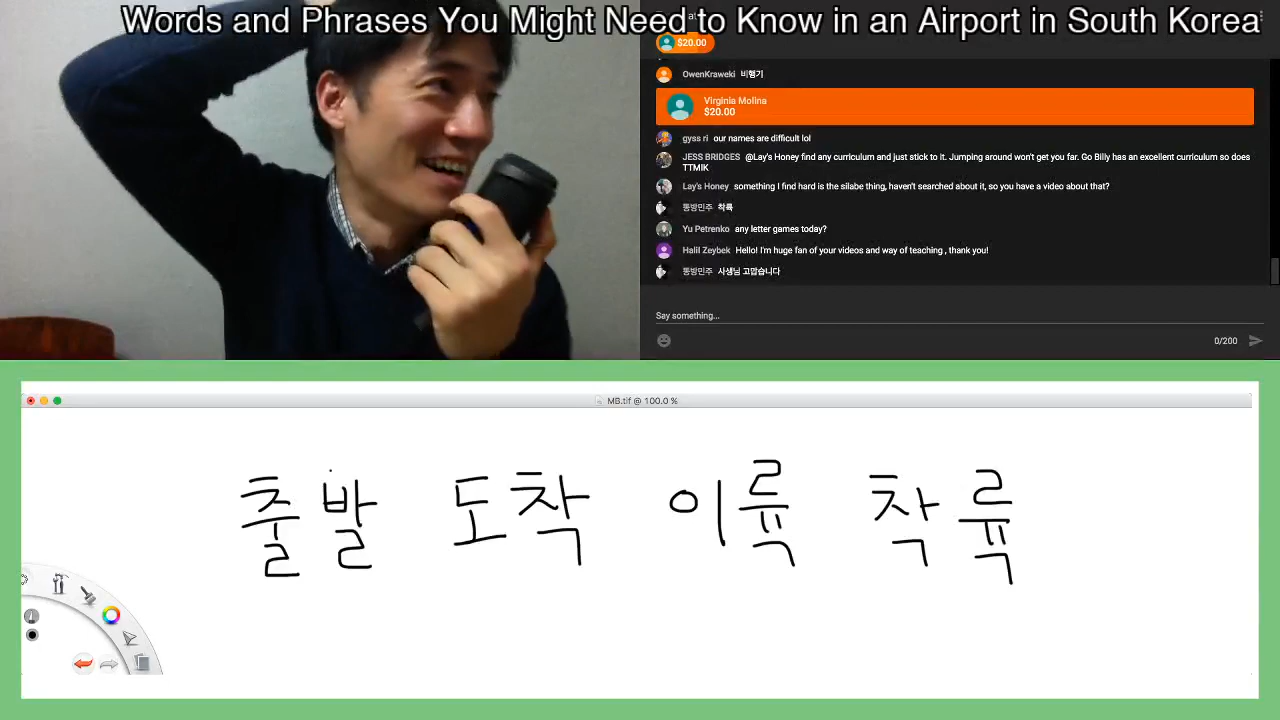 Words and Phrases You Might Need to Know in an Airport in South Korea
$20.00
OwenKraweki 비행기
Virginia Molina
$20.00
gyss ri our names are difficult lol
JESS BRIDGES @Lay's Honey find any curriculum and just stick to it. Jumping around won't get you far. Go Billy has an excellent curriculum so does
TTMIK
Lay's Honey something I find hard is the silabe thing, haven't searched about it, so you have a video about that?
동방민주 착륙
Yu Petrenko any letter games today?
Halil Zeybek Hello! I'm huge fan of your videos and way of teaching , thank you!
동방민주 사생님 고맙습니다
Say something...
0/200
MB.tif @ 100.0 %
출발 도착 이륙 착륙